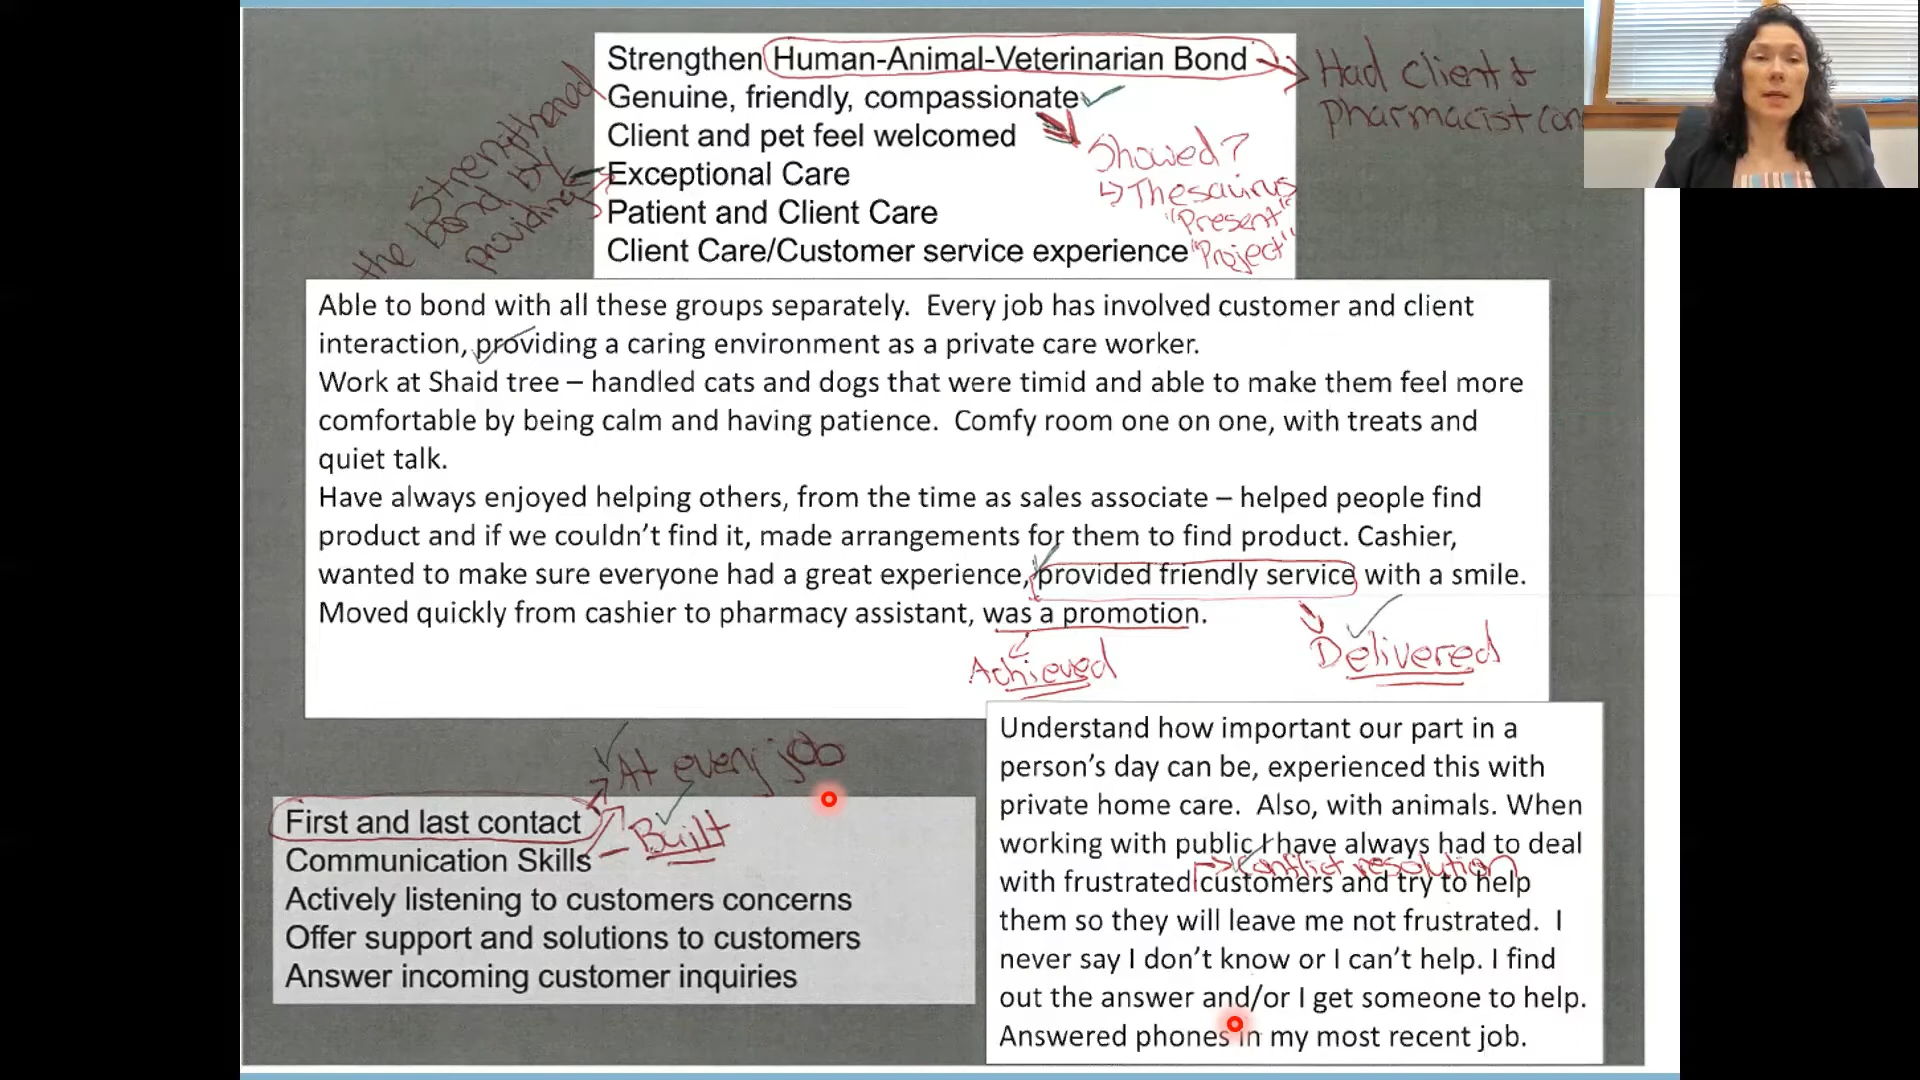 Strengthen Human-Animal-Veterinarian Bond
Genuine, friendly, compassionate
Client and pet feel welcomed
Exceptional Care
Patient and Client Care
Client Care/Customer service experience
Had client &
pharmacist con
Showed?
Thesaurus
"Present"
"Project"
Strengthened
the bond by
providing
Able to bond with all these groups separately.  Every job has involved customer and client
interaction, providing a caring environment as a private care worker.
Work at Shaid tree – handled cats and dogs that were timid and able to make them feel more
comfortable by being calm and having patience.  Comfy room one on one, with treats and
quiet talk.
Have always enjoyed helping others, from the time as sales associate – helped people find
product and if we couldn't find it, made arrangements for them to find product. Cashier,
wanted to make sure everyone had a great experience, provided friendly service with a smile.
Moved quickly from cashier to pharmacy assistant, was a promotion.
Achieved
Delivered
At every job
Built
First and last contact
Communication Skills
Actively listening to customers concerns
Offer support and solutions to customers
Answer incoming customer inquiries
Understand how important our part in a
person's day can be, experienced this with
private home care.  Also, with animals. When
working with public I have always had to deal
conflict resolution
with frustrated customers and try to help
them so they will leave me not frustrated.  I
never say I don't know or I can't help. I find
out the answer and/or I get someone to help.
Answered phones in my most recent job.